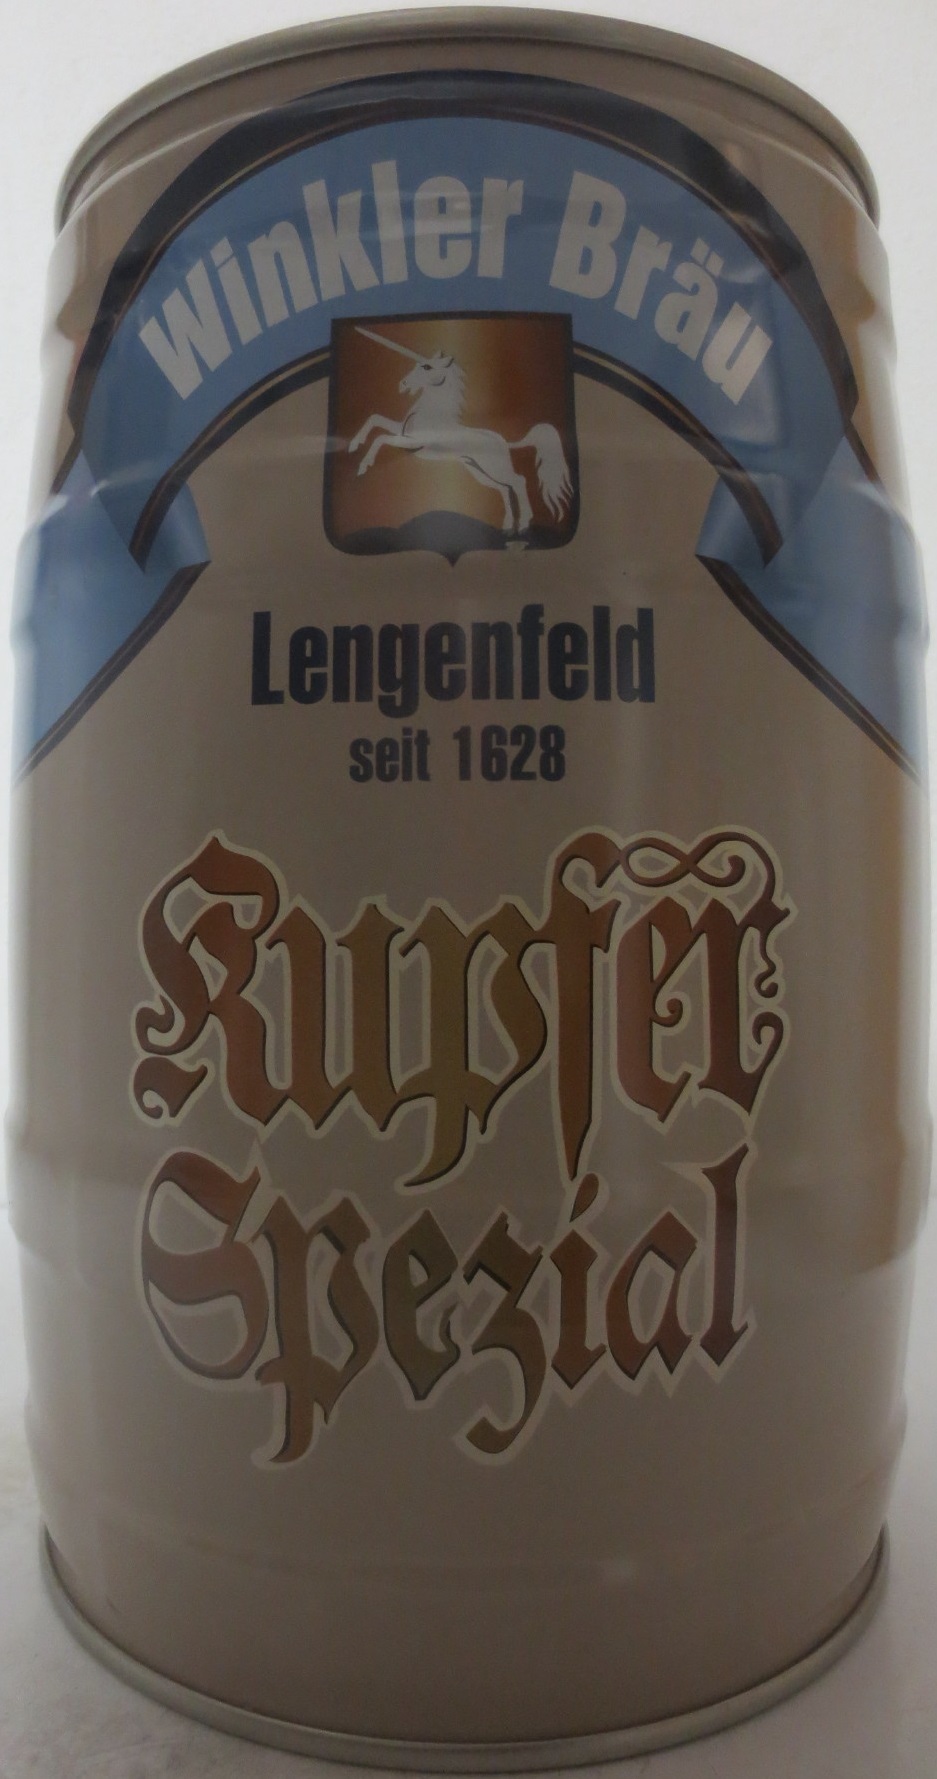 Winkler Bräu
Lengenfeld
seit 1628
Kupfer
Spezial